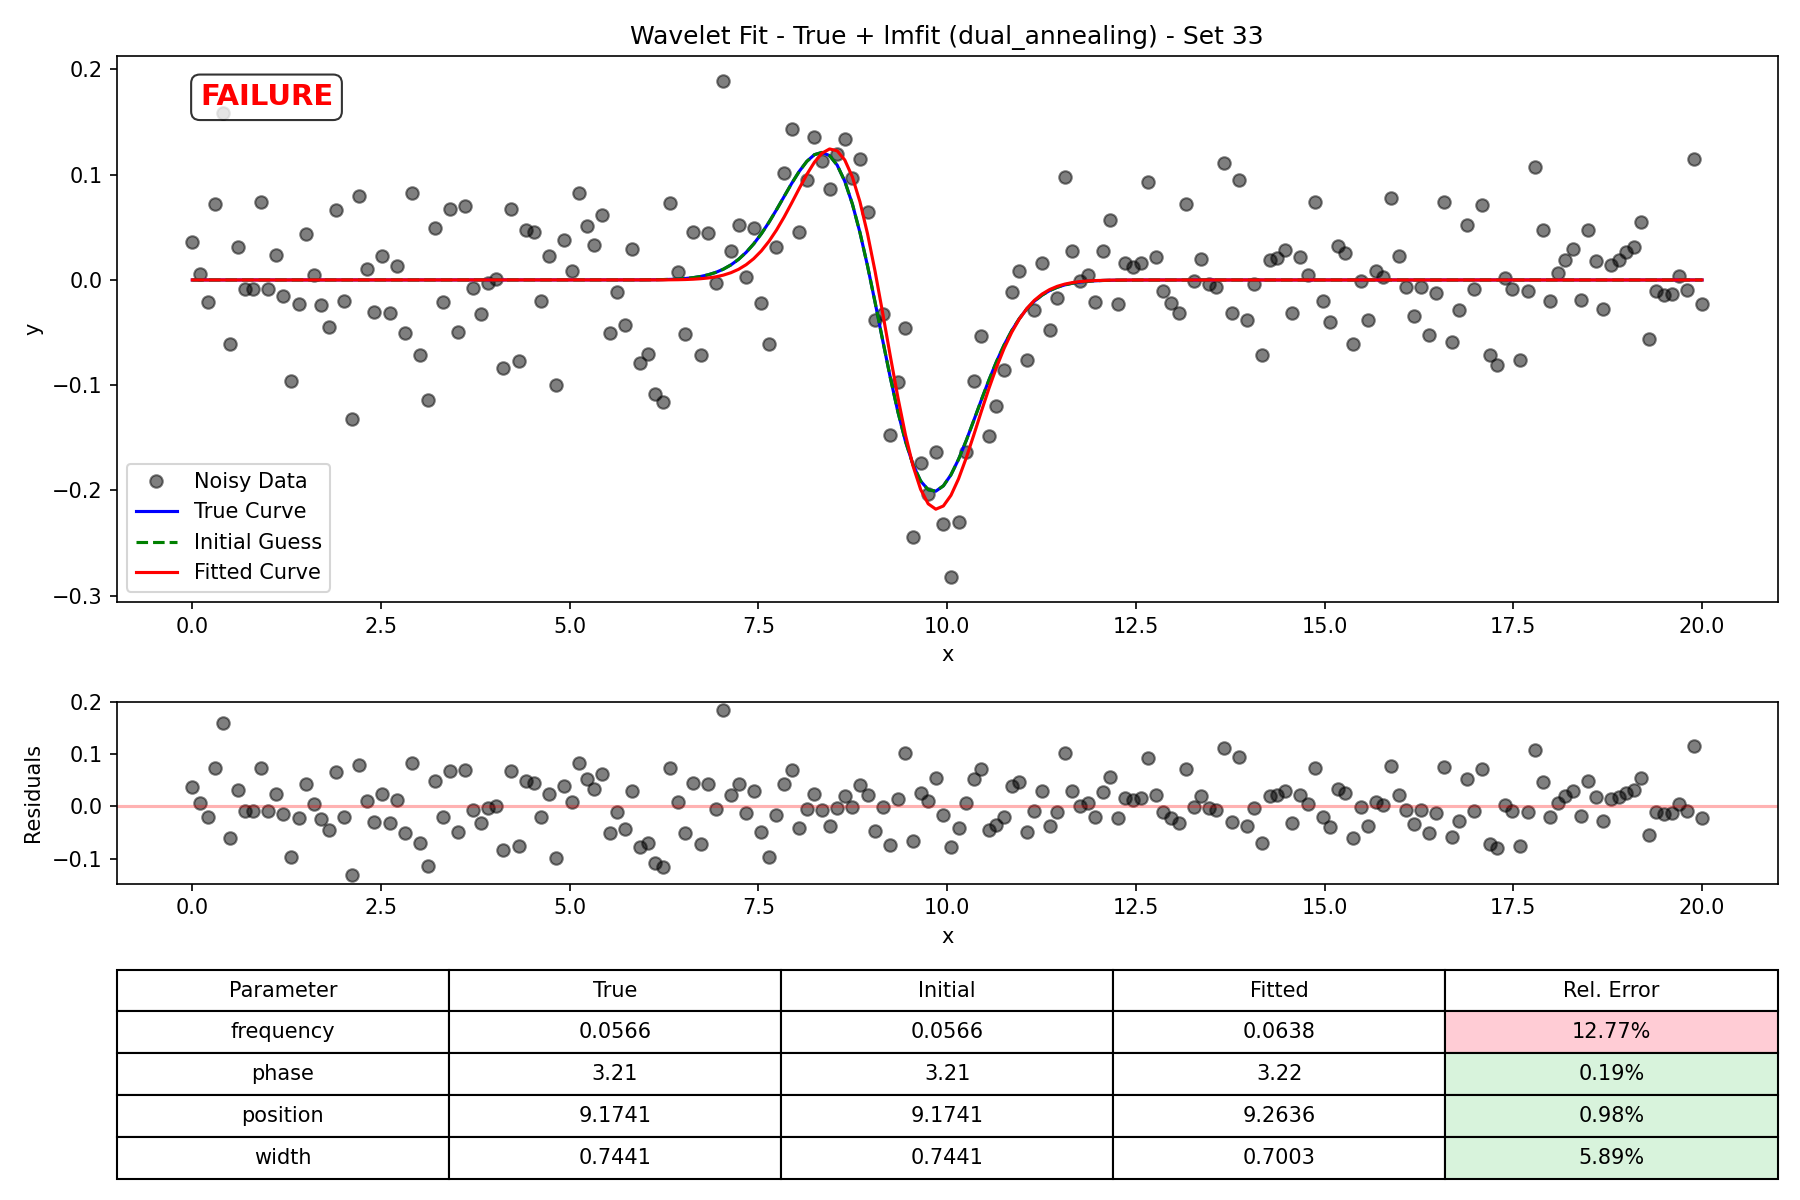 Wavelet Fit - True + lmfit (dual_annealing) - Set 33
FAILURE
0.2
0.1
0.0
−0.1
−0.2
−0.3
y
Noisy Data
True Curve
Initial Guess
Fitted Curve
0.0 2.5 5.0 7.5 10.0 12.5 15.0 17.5 20.0
x
0.2
0.1
0.0
−0.1
Residuals
0.0 2.5 5.0 7.5 10.0 12.5 15.0 17.5 20.0
x
Parameter True Initial Fitted Rel. Error
frequency 0.0566 0.0566 0.0638 12.77%
phase 3.21 3.21 3.22 0.19%
position 9.1741 9.1741 9.2636 0.98%
width 0.7441 0.7441 0.7003 5.89%